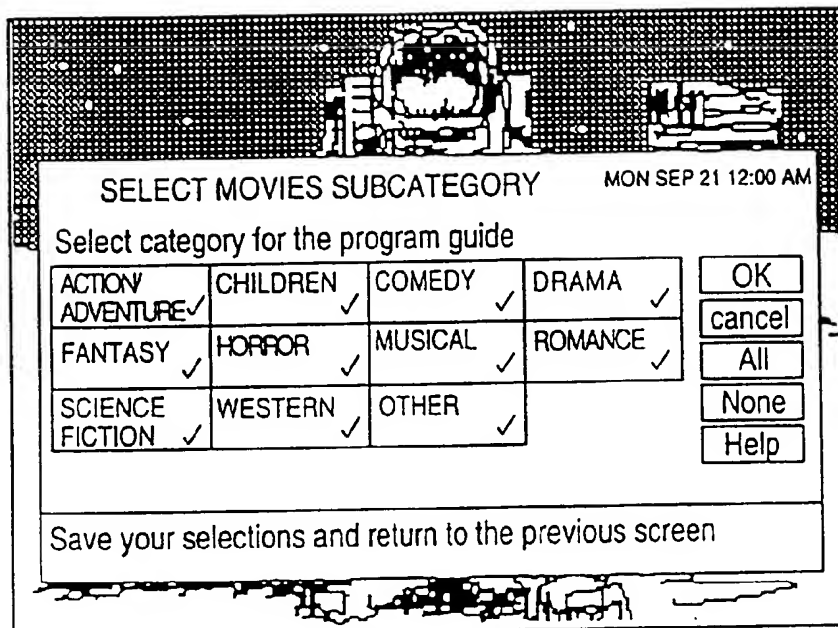 SELECT MOVIES SUBCATEGORY MON SEP 21 12:00 AM
Select category for the program guide
ACTION/
ADVENTURE✓ CHILDREN ✓ COMEDY ✓ DRAMA ✓ OK
cancel
FANTASY ✓ HORROR ✓ MUSICAL ✓ ROMANCE ✓ All
SCIENCE
FICTION ✓ WESTERN ✓ OTHER ✓ None
Help
Save your selections and return to the previous screen